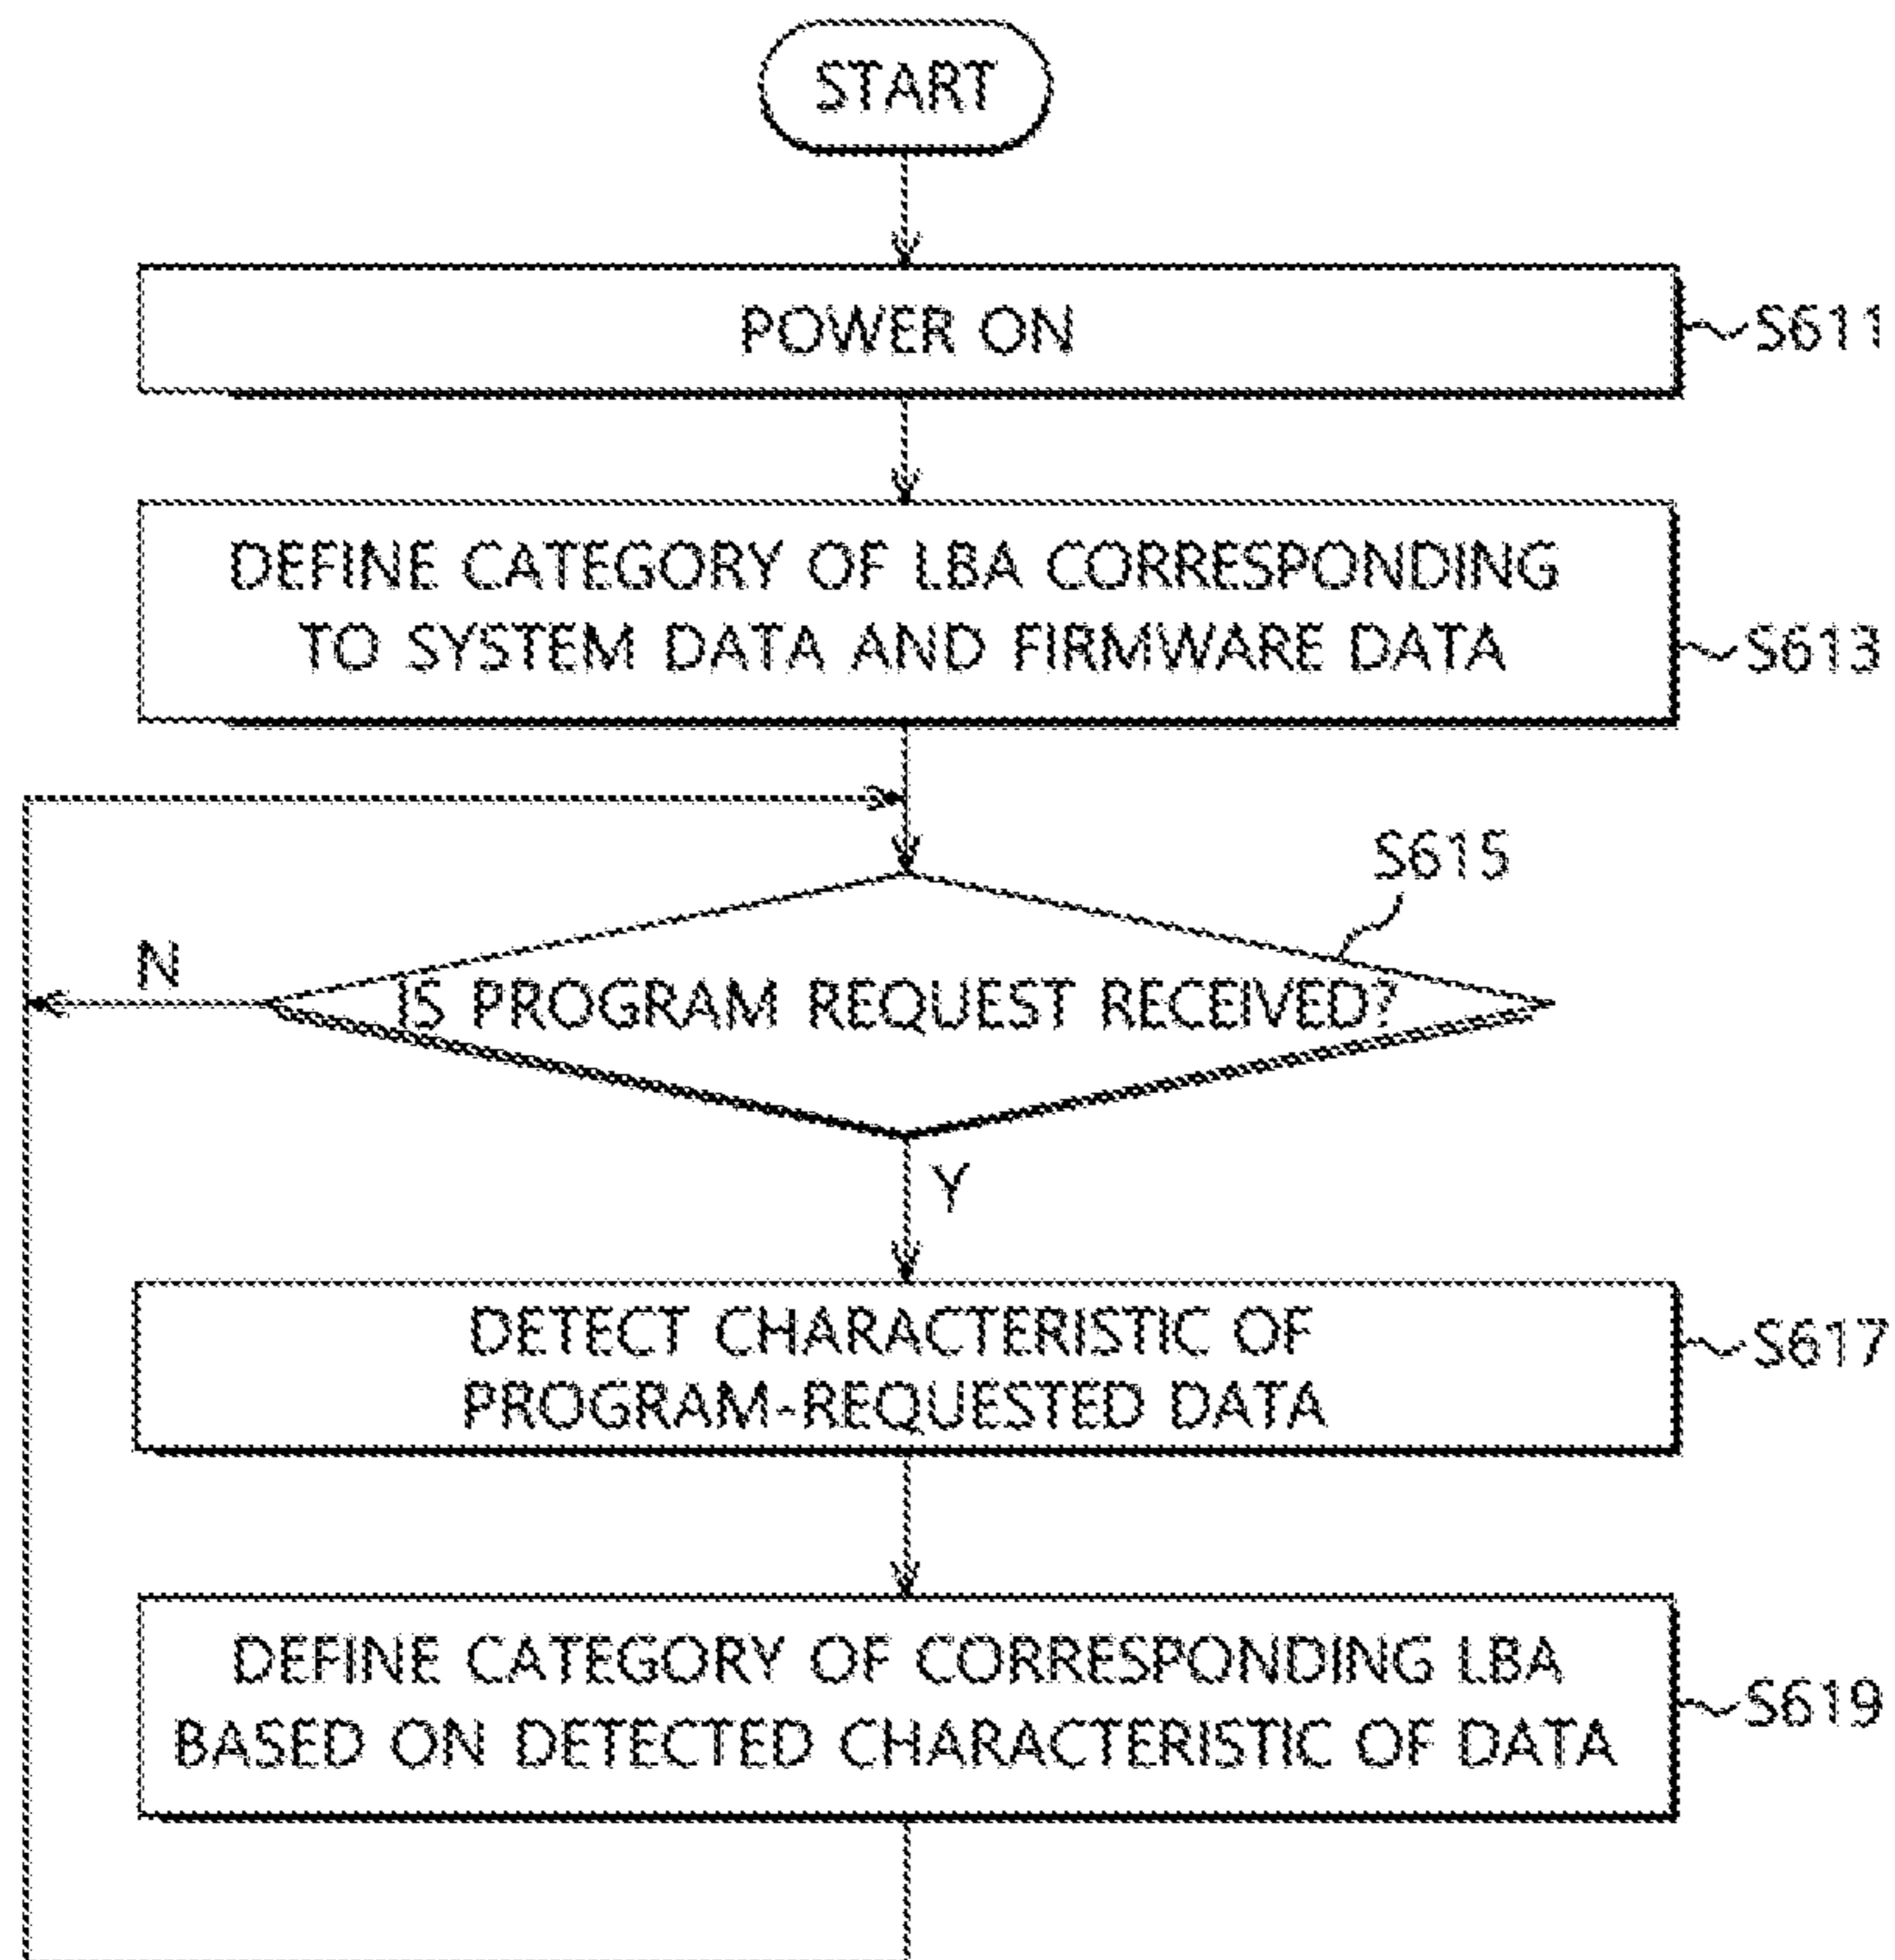 START
POWER ON
S611
DEFINE CATEGORY OF LBA CORRESPONDING
TO SYSTEM DATA AND FIRMWARE DATA
S613
S615
N
IS PROGRAM REQUEST RECEIVED?
Y
DETECT CHARACTERISTIC OF
PROGRAM-REQUESTED DATA
S617
DEFINE CATEGORY OF CORRESPONDING LBA
BASED ON DETECTED CHARACTERISTIC OF DATA
S619